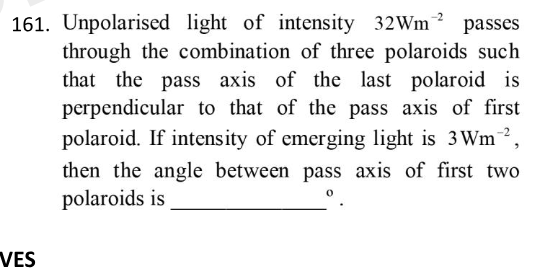 161. Unpolarised light of intensity 32Wm⁻² passes
through the combination of three polaroids such
that the pass axis of the last polaroid is
perpendicular to that of the pass axis of first
polaroid. If intensity of emerging light is 3Wm⁻²,
then the angle between pass axis of first two
polaroids is _______________°.
VES